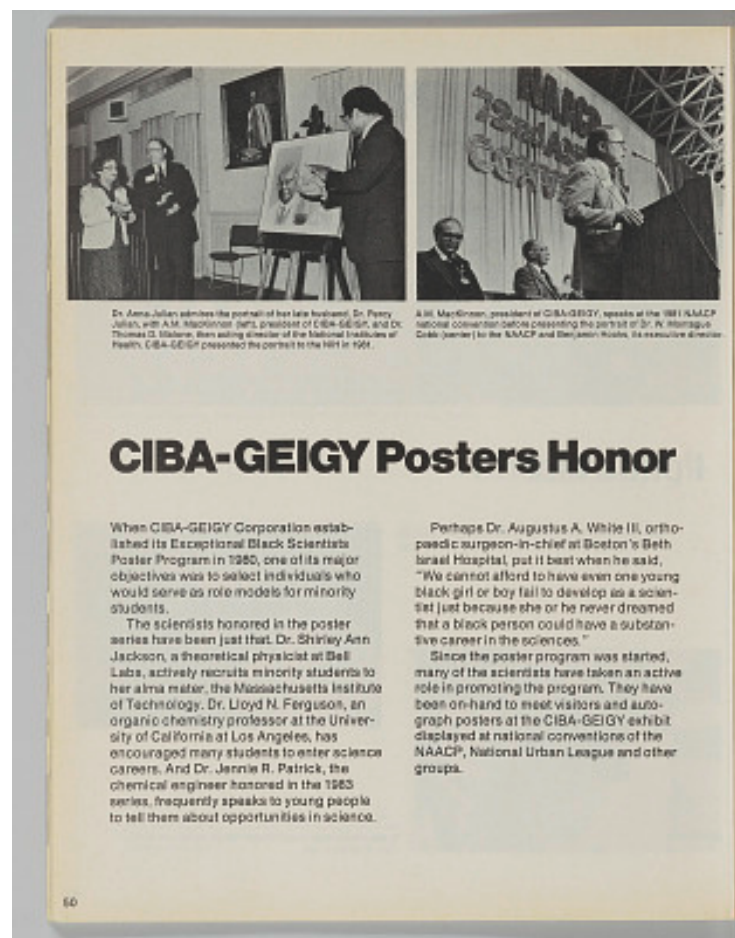 NAACP
72nd A
CONV
Dr. Anna Julian admires the portrait of her late husband, Dr. Percy
Julian, with A.M. MacKinnon (left), president of CIBA-GEIGY, and Dr.
Thomas D. Malone, then acting director of the National Institutes of
Health. CIBA-GEIGY presented the portrait to the NIH in 1981.
A.M. MacKinnon, president of CIBA-GEIGY, speaks at the 1981 NAACP
national convention before presenting the portrait of Dr. W. Montague
Cobb (center) to the NAACP and Benjamin Hooks, its executive director.
CIBA-GEIGY Posters Honor
When CIBA-GEIGY Corporation estab-
lished its Exceptional Black Scientists
Poster Program in 1980, one of its major
objectives was to select individuals who
would serve as role models for minority
students.
The scientists honored in the poster
series have been just that. Dr. Shirley Ann
Jackson, a theoretical physicist at Bell
Labs, actively recruits minority students to
her alma mater, the Massachusetts Institute
of Technology. Dr. Lloyd N. Ferguson, an
organic chemistry professor at the Univer-
sity of California at Los Angeles, has
encouraged many students to enter science
careers. And Dr. Jennie R. Patrick, the
chemical engineer honored in the 1983
series, frequently speaks to young people
to tell them about opportunities in science.
Perhaps Dr. Augustus A. White III, ortho-
paedic surgeon-in-chief at Boston's Beth
Israel Hospital, put it best when he said,
"We cannot afford to have even one young
black girl or boy fail to develop as a scien-
tist just because she or he never dreamed
that a black person could have a substan-
tive career in the sciences."
Since the poster program was started,
many of the scientists have taken an active
role in promoting the program. They have
been on-hand to meet visitors and auto-
graph posters at the CIBA-GEIGY exhibit
displayed at national conventions of the
NAACP, National Urban League and other
groups.
50